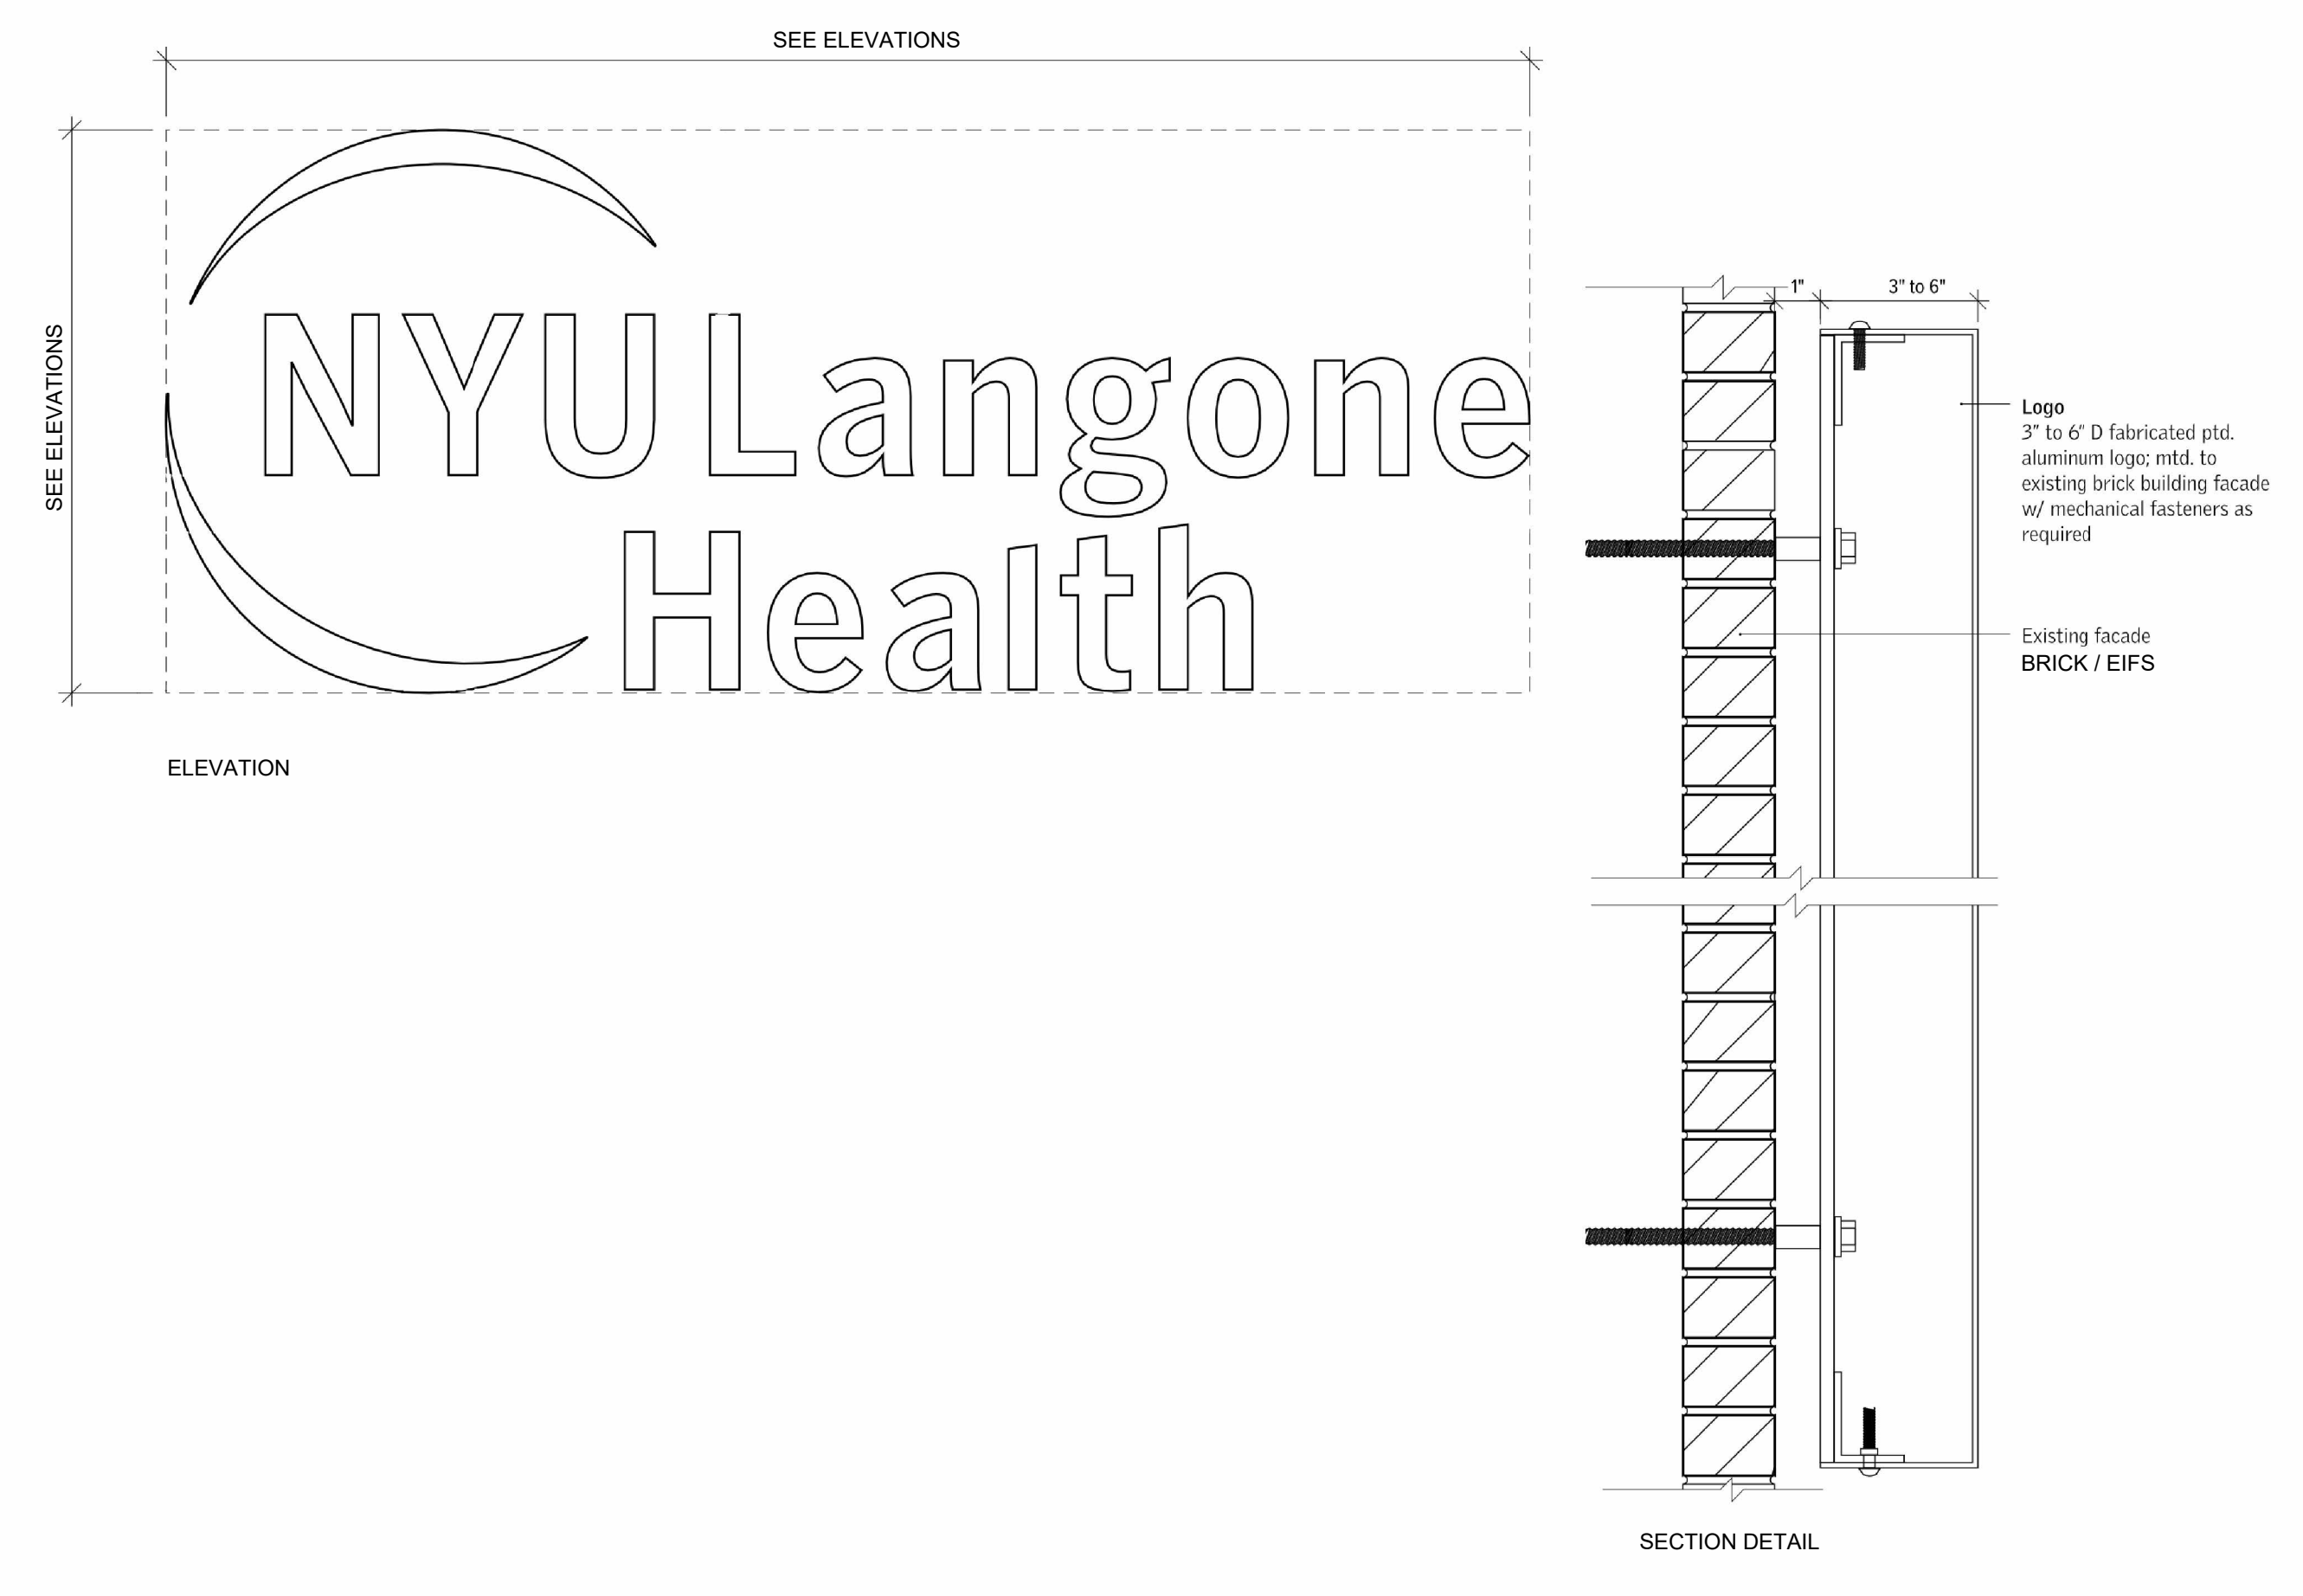 SEE ELEVATIONS
SEE ELEVATIONS
NYU Langone
Health
ELEVATION
1" 3" to 6"
Logo
3" to 6" D fabricated ptd.
aluminum logo; mtd. to
existing brick building facade
w/ mechanical fasteners as
required
Existing facade
BRICK / EIFS
SECTION DETAIL